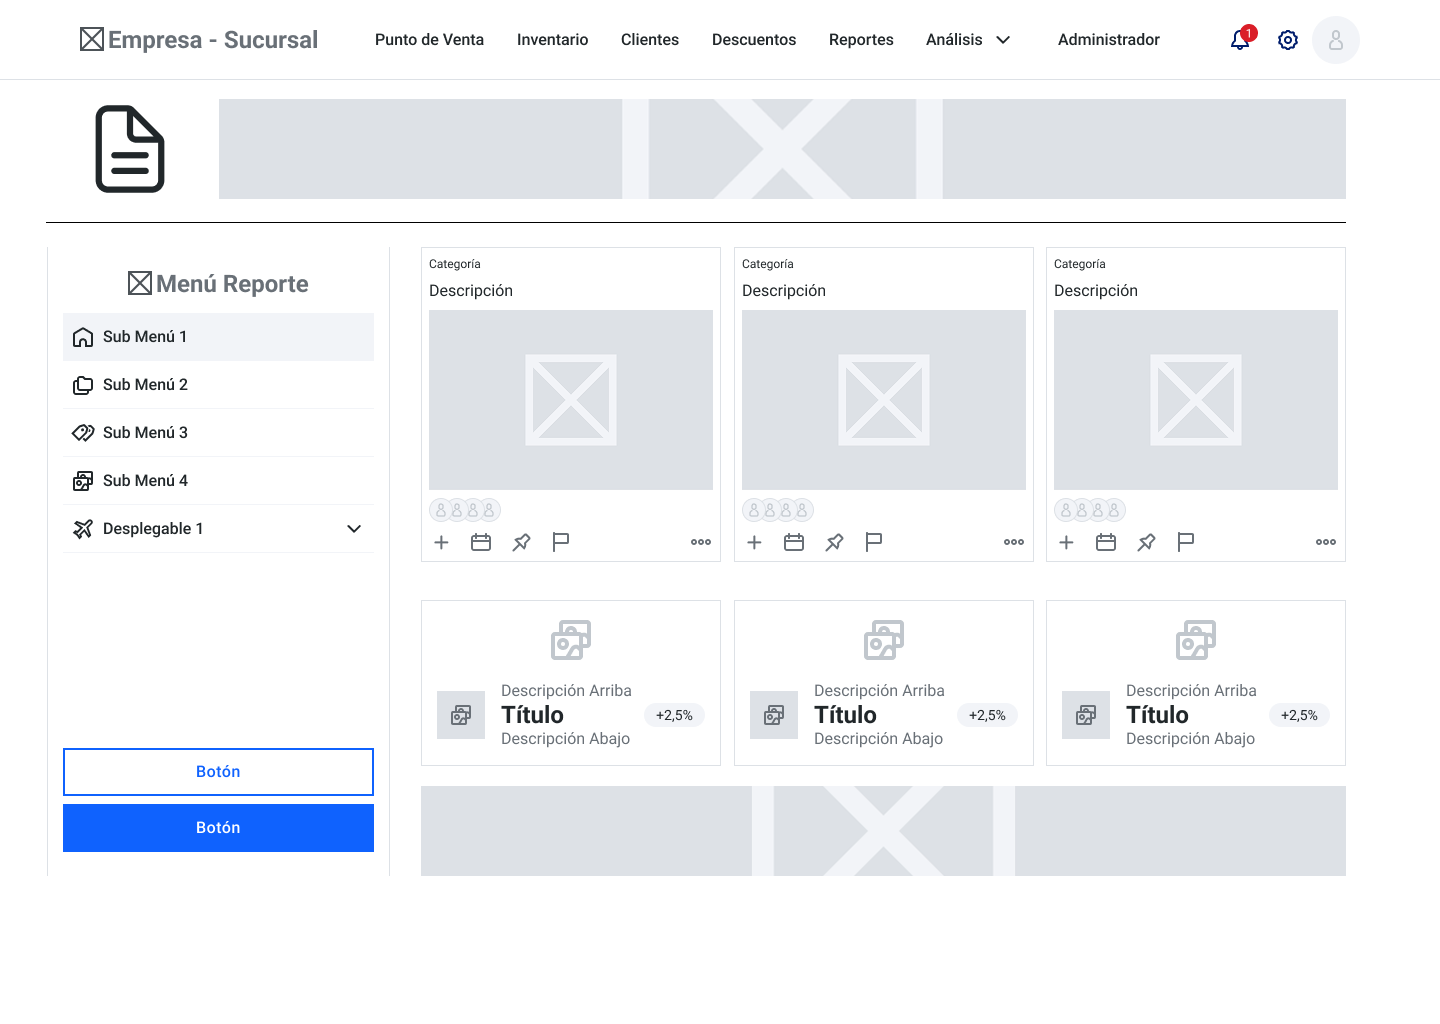 Empresa - Sucursal
Punto de Venta
Inventario
Clientes
Descuentos
Reportes
Análisis
Administrador
1
Menú Reporte
Sub Menú 1
Sub Menú 2
Sub Menú 3
Sub Menú 4
Desplegable 1
Botón
Botón
Categoría
Descripción
Categoría
Descripción
Categoría
Descripción
Descripción Arriba
Título
+2,5%
Descripción Abajo
Descripción Arriba
Título
+2,5%
Descripción Abajo
Descripción Arriba
Título
+2,5%
Descripción Abajo